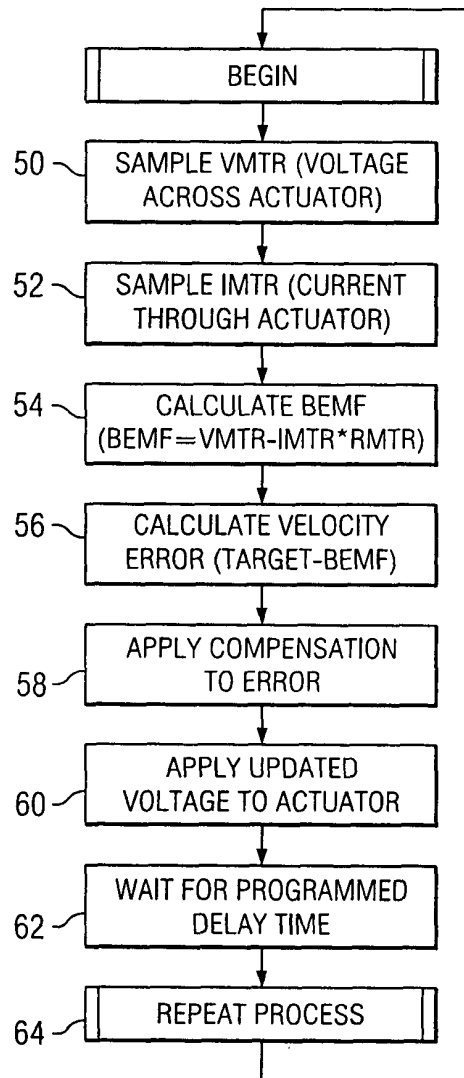 BEGIN
50
SAMPLE VMTR (VOLTAGE
ACROSS ACTUATOR)
52
SAMPLE IMTR (CURRENT
THROUGH ACTUATOR)
54
CALCULATE BEMF
(BEMF=VMTR-IMTR*RMTR)
56
CALCULATE VELOCITY
ERROR (TARGET-BEMF)
58
APPLY COMPENSATION
TO ERROR
60
APPLY UPDATED
VOLTAGE TO ACTUATOR
62
WAIT FOR PROGRAMMED
DELAY TIME
64
REPEAT PROCESS